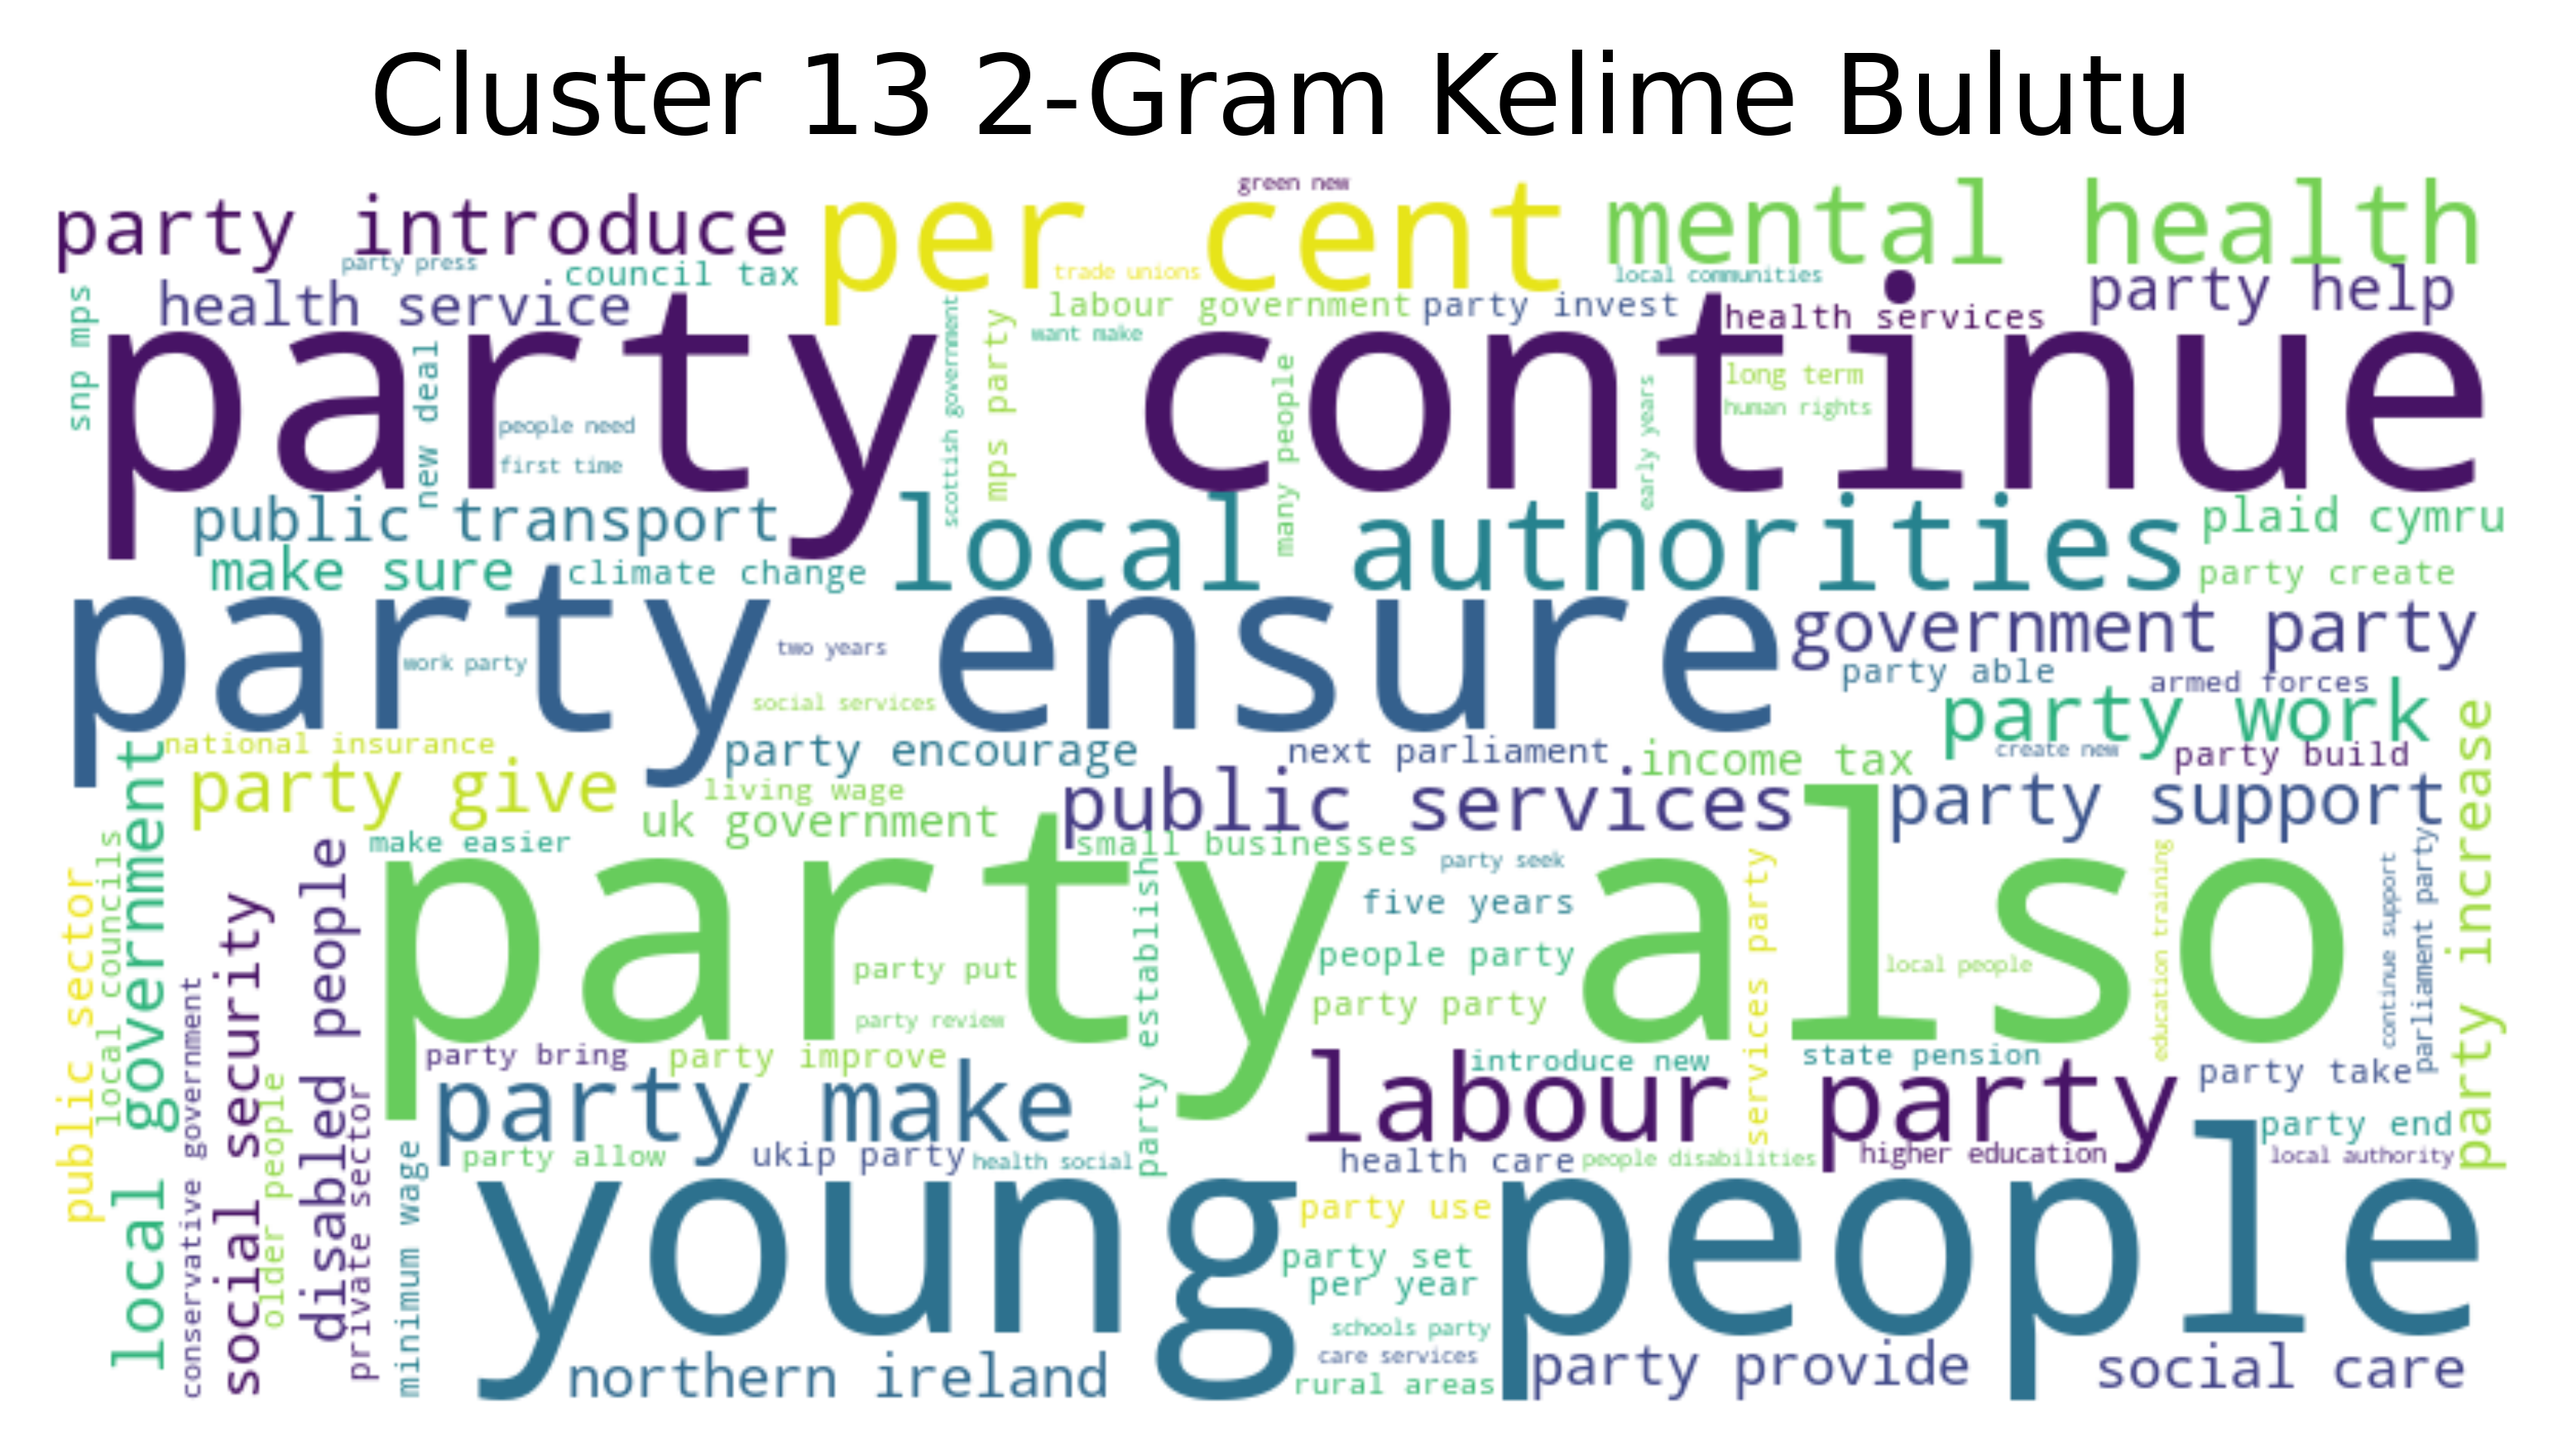 Cluster 13 2-Gram Kelime Bulutu
green new
party introduce
per cent
mental health
party press
council tax
trade unions
local communities
health service
labour government
party invest
health services
party help
snp mps
want make
party continue
new deal
people need
first time
scottish government
mps party
many people
early years
long term
human rights
public transport
local authorities
plaid cymru
make sure
climate change
party create
party ensure
work party
two years
social services
government party
party able
armed forces
party work
national insurance
party encourage
next parliament
income tax
create new
party build
party give
living wage
public services
party support
uk government
make easier
small businesses
party also
party seek
five years
people party
party party
party put
party review
party establish
services party
local people
education training
continue support
parliament party
party increase
public sector
local councils
local government
conservative government
social security
older people
disabled people
private sector
minimum wage
party bring
party improve
introduce new
state pension
party make
labour party
party take
party end
party allow
ukip party
health social
health care
people disabilities
higher education
local authority
young people
party use
party set
per year
schools party
care services
rural areas
northern ireland
party provide
social care